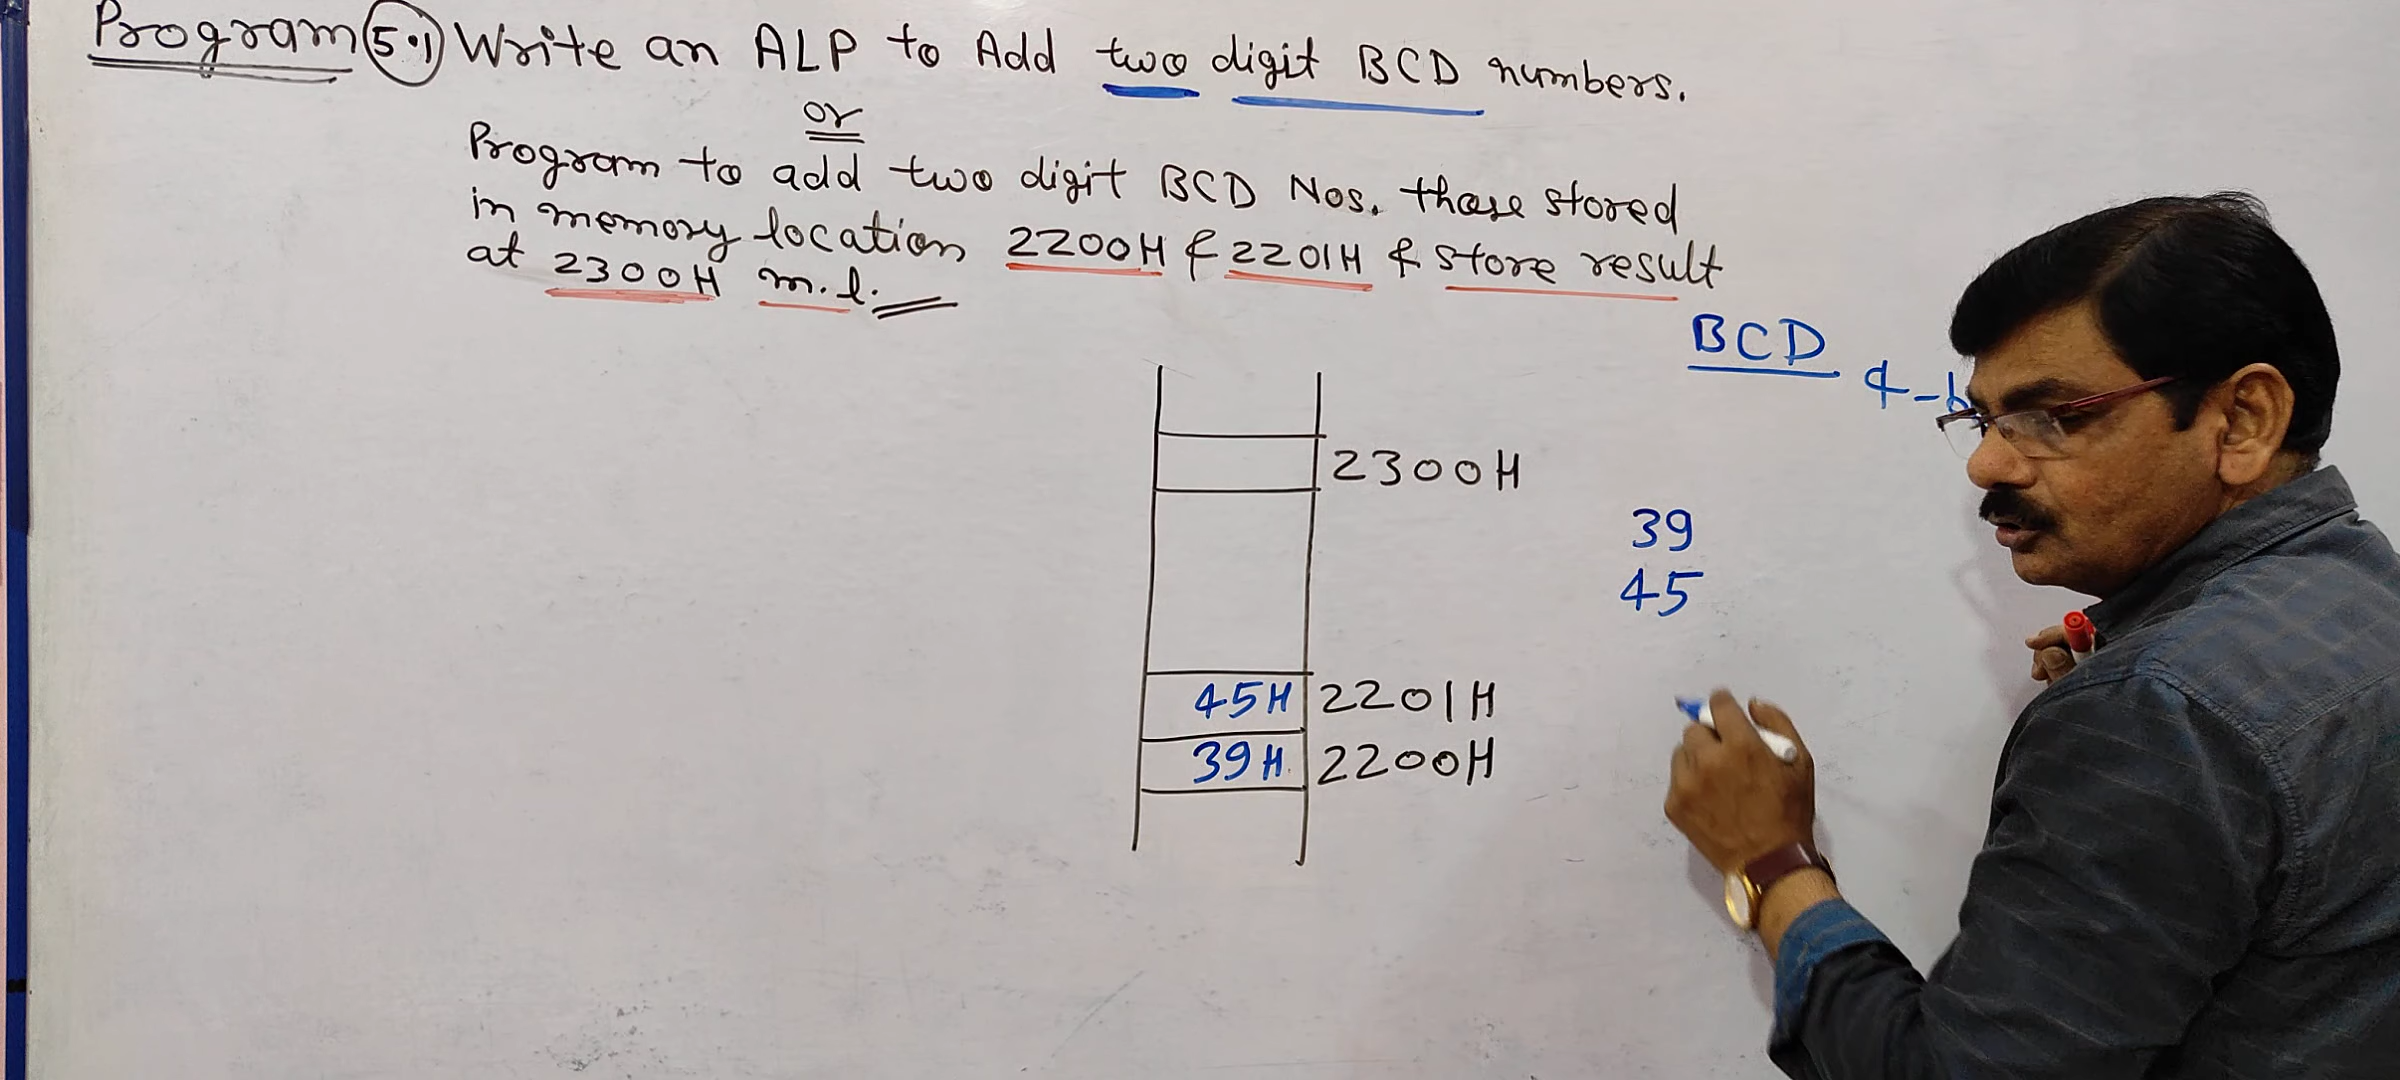 Program 5.1 Write an ALP to Add two digit BCD numbers.
or
Program to add two digit BCD Nos. those stored
in memory location 2200H & 2201H & store result
at 2300H m.l.
BCD
4-b
2300H
39
45
45H 2201H
39H 2200H